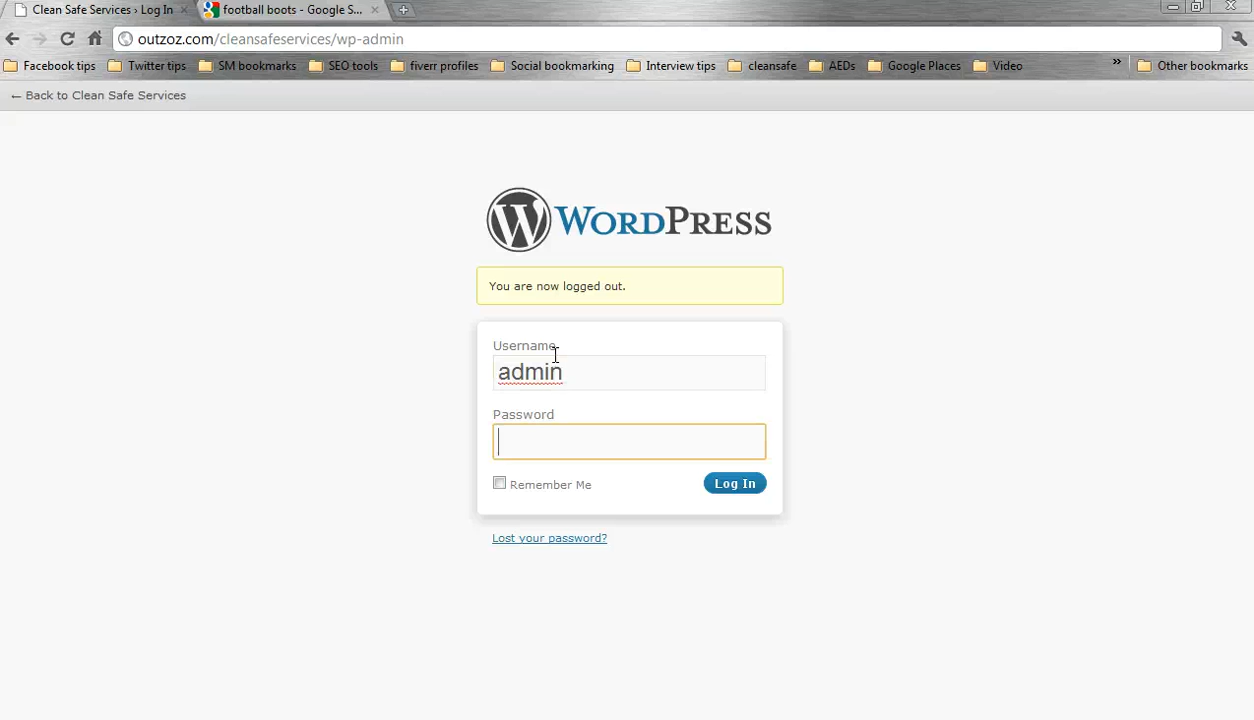 Clean Safe Services › Log In
football boots - Google S...
outzoz.com/cleansafeservices/wp-admin
Facebook tips Twitter tips SM bookmarks SEO tools fiverr profiles Social bookmarking Interview tips cleansafe AEDs Google Places Video » Other bookmarks
← Back to Clean Safe Services
WORDPRESS
You are now logged out.
Username
admin
Password
Remember Me
Log In
Lost your password?